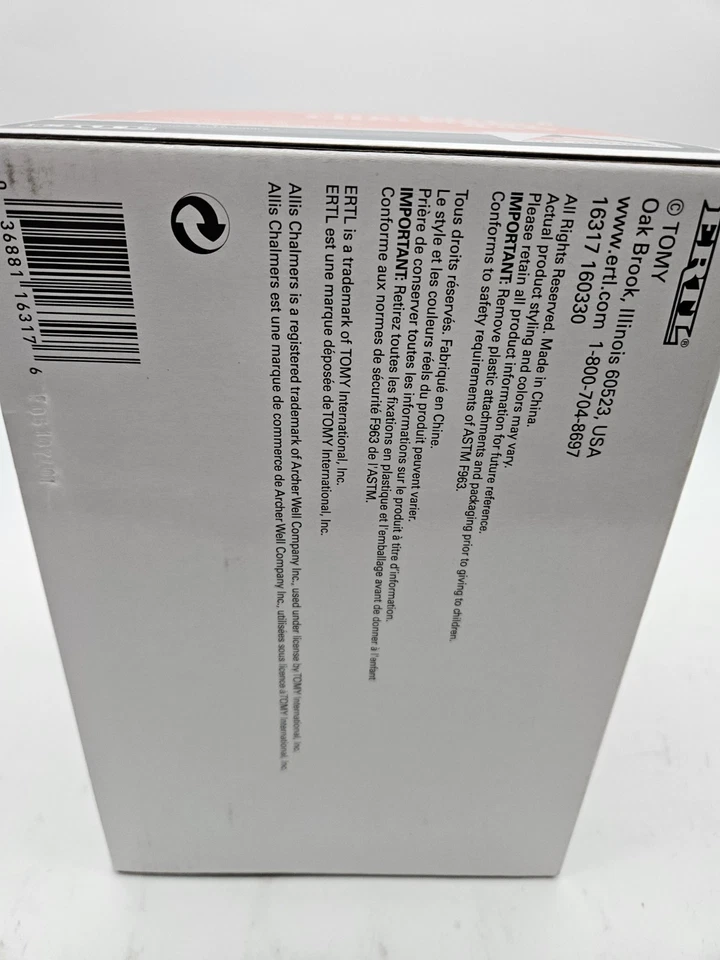 ERTL®
© TOMY
Oak Brook, Illinois 60523, USA
www.ertl.com 1-800-704-8697
16317 160330
All Rights Reserved. Made in China.
Actual product styling and colors may vary.
Please retain all product information for future reference.
IMPORTANT: Remove plastic attachments and packaging prior to giving to children.
Conforms to safety requirements of ASTM F963.
Tous droits réservés. Fabriqué en Chine.
Le style et les couleurs réels du produit peuvent varier.
Prière de conserver toutes les informations sur le produit à titre d'information.
IMPORTANT: Retirez toutes les fixations en plastique et l'emballage avant de donner à l'enfant
Conforme aux normes de sécurité F963 de l'ASTM.
ERTL is a trademark of TOMY International, Inc.
ERTL est une marque déposée de TOMY International, Inc.
Allis Chalmers is a registered trademark of Archer Well Company Inc., used under license by TOMY International, Inc.
Allis Chalmers est une marque de commerce de Archer Well Company Inc., utilisées sous licence à TOMY International, Inc.
36881 16317 6